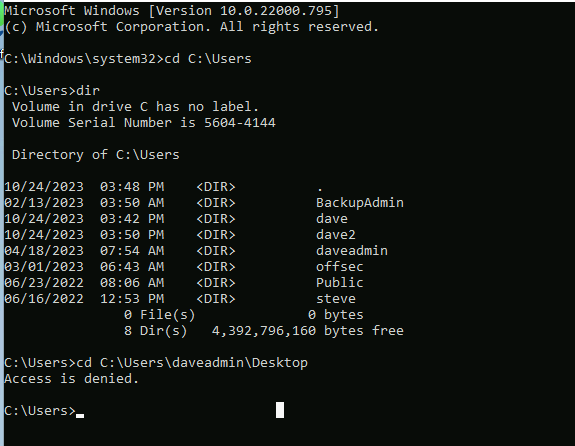 Microsoft Windows [Version 10.0.22000.795]
(c) Microsoft Corporation. All rights reserved.
C:\Windows\system32>cd C:\Users
C:\Users>dir
Volume in drive C has no label.
Volume Serial Number is 5604-4144
Directory of C:\Users
10/24/2023 03:48 PM <DIR> .
02/13/2023 03:50 AM <DIR> BackupAdmin
10/24/2023 03:42 PM <DIR> dave
10/24/2023 03:50 PM <DIR> dave2
04/18/2023 07:54 AM <DIR> daveadmin
03/01/2023 06:43 AM <DIR> offsec
06/23/2022 08:06 AM <DIR> Public
06/16/2022 12:53 PM <DIR> steve
0 File(s) 0 bytes
8 Dir(s) 4,392,796,160 bytes free
C:\Users>cd C:\Users\daveadmin\Desktop
Access is denied.
C:\Users>